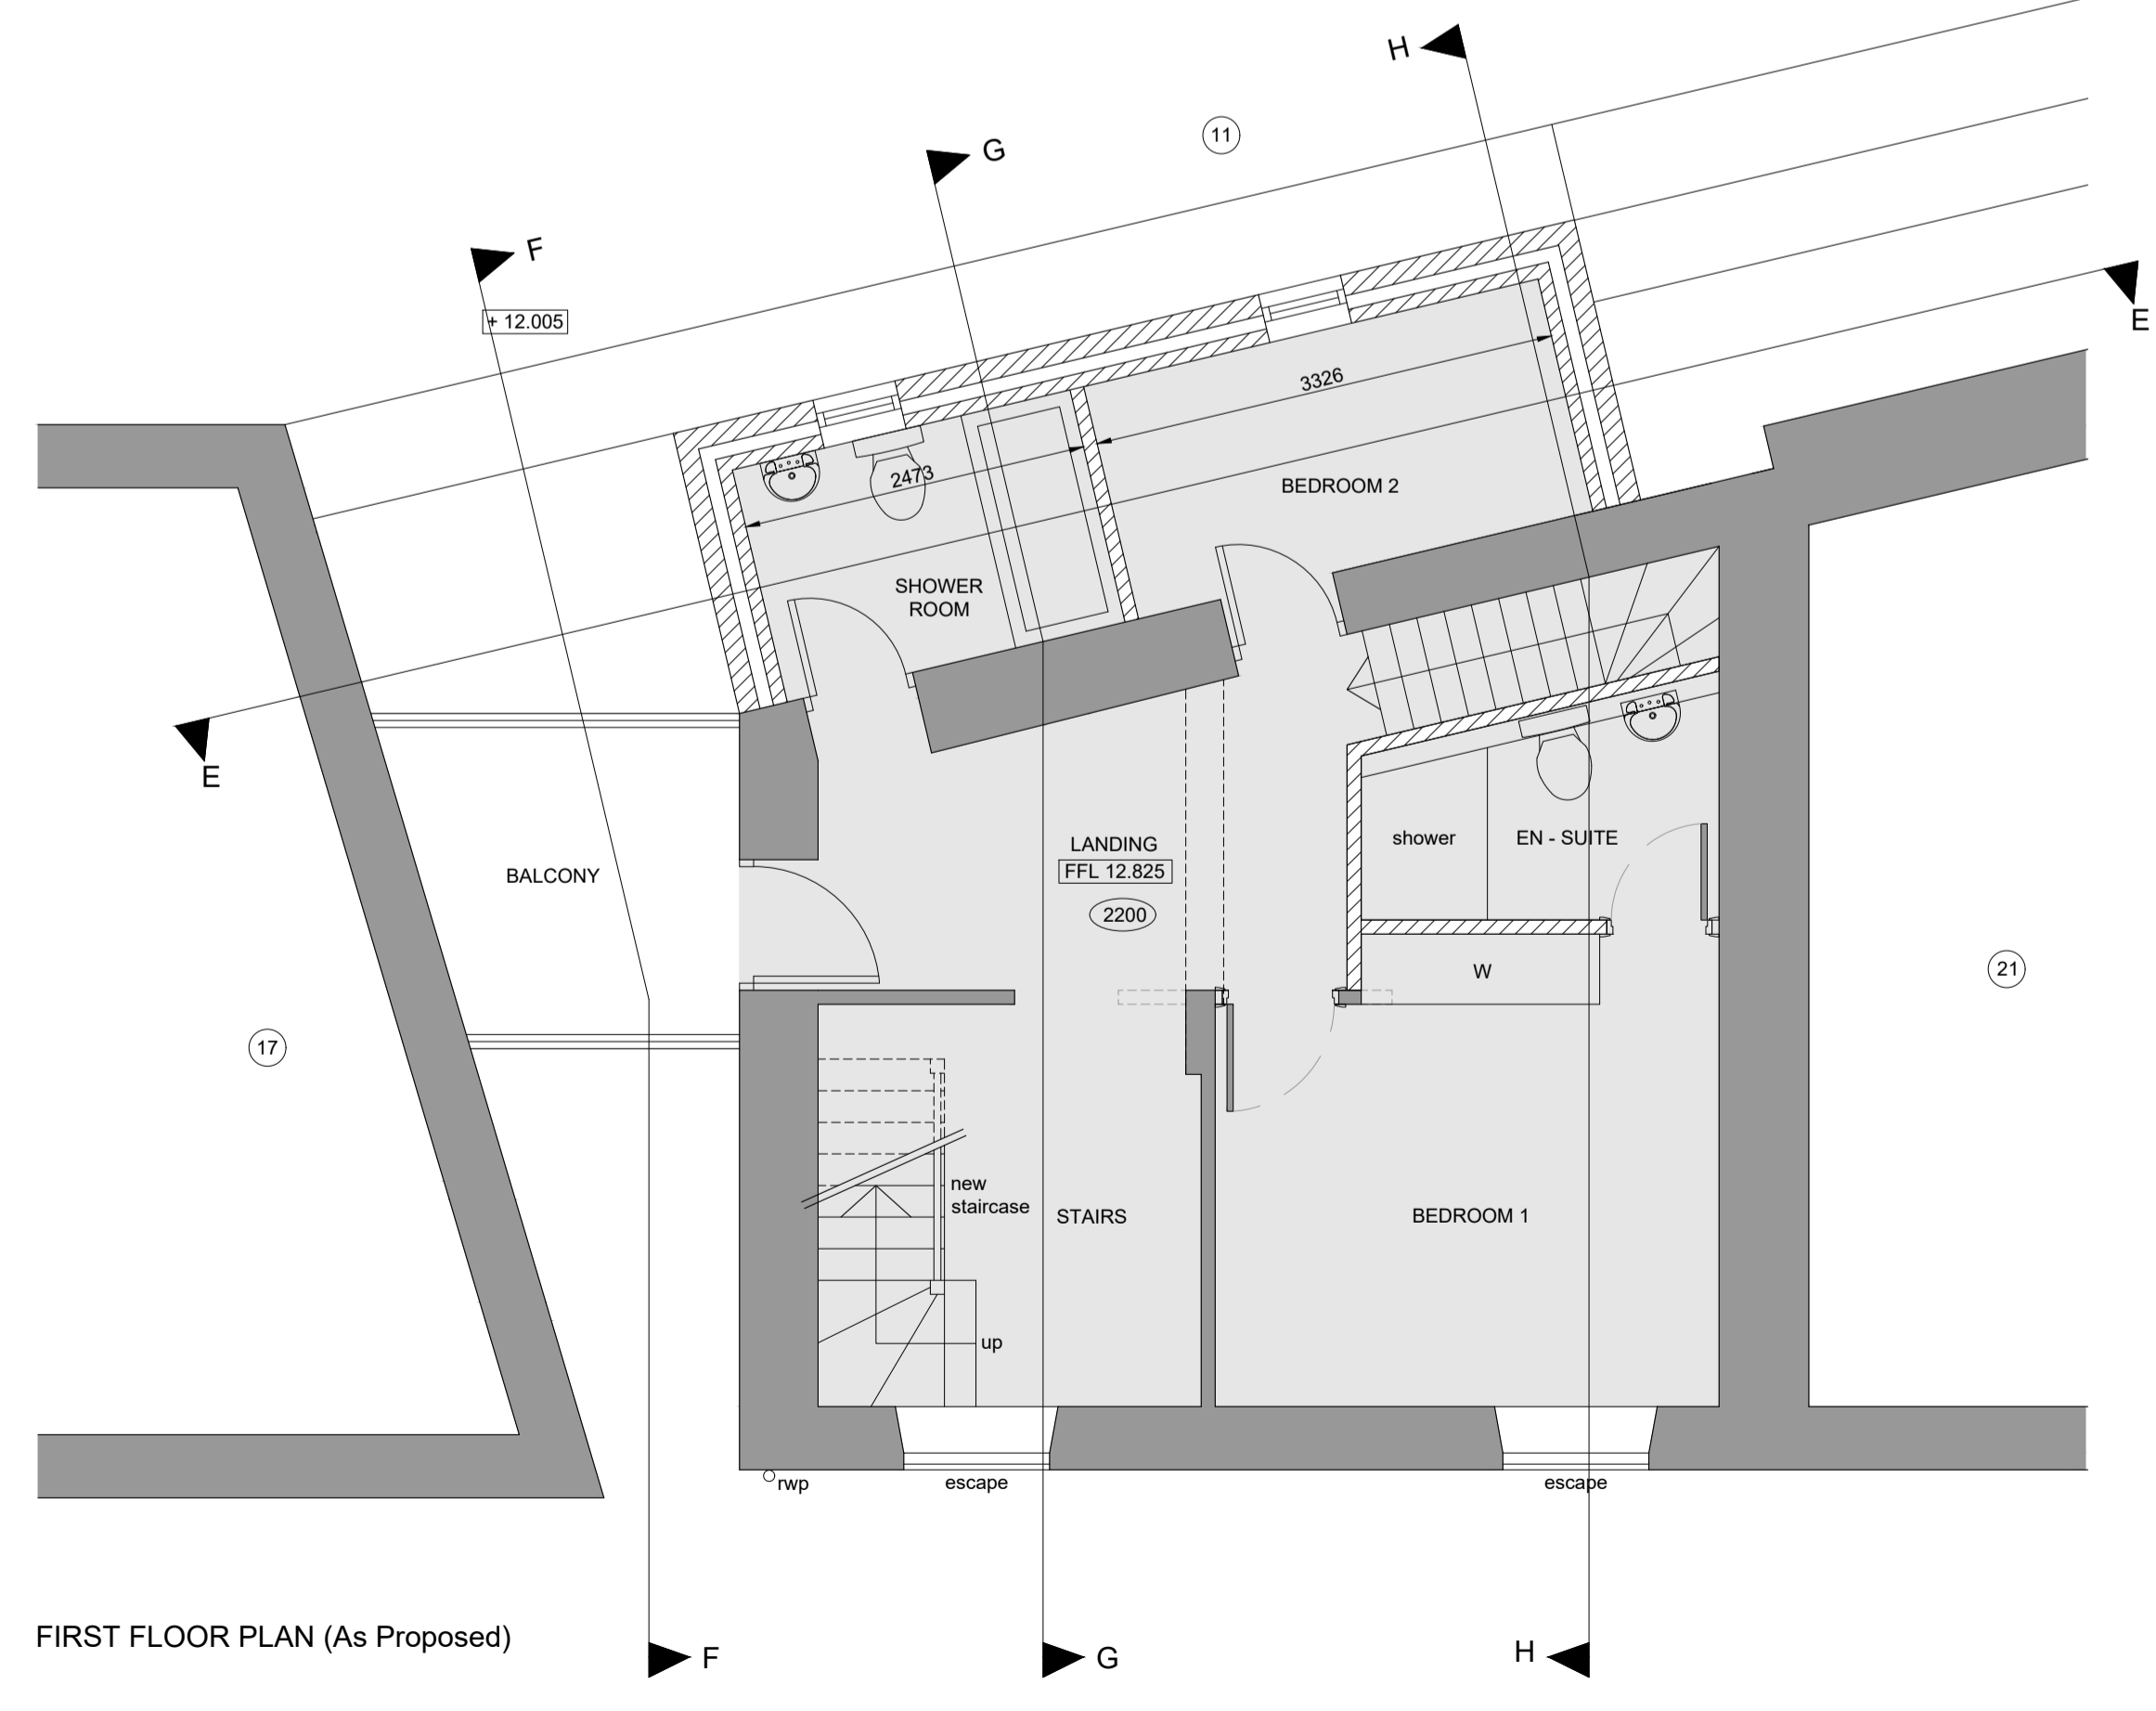 H
11
G
F
+ 12.005
E
3326
2473
BEDROOM 2
SHOWER
ROOM
E
BALCONY
LANDING
FFL 12.825
2200
shower
EN - SUITE
W
17
21
new
staircase
STAIRS
BEDROOM 1
up
rwp
escape
escape
FIRST FLOOR PLAN (As Proposed)
F
G
H